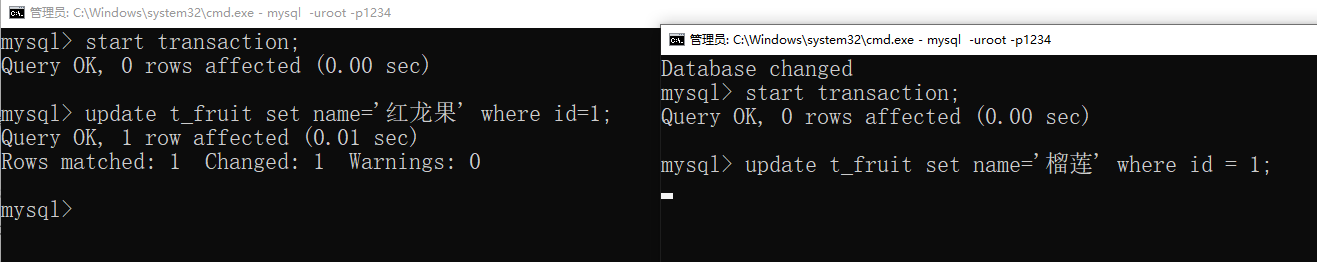 管理员: C:\Windows\system32\cmd.exe - mysql  -uroot -p1234
mysql> start transaction;
Query OK, 0 rows affected (0.00 sec)
mysql> update t_fruit set name='红龙果' where id=1;
Query OK, 1 row affected (0.01 sec)
Rows matched: 1  Changed: 1  Warnings: 0
mysql>
管理员: C:\Windows\system32\cmd.exe - mysql  -uroot -p1234
Database changed
mysql> start transaction;
Query OK, 0 rows affected (0.00 sec)
mysql> update t_fruit set name='榴莲' where id = 1;